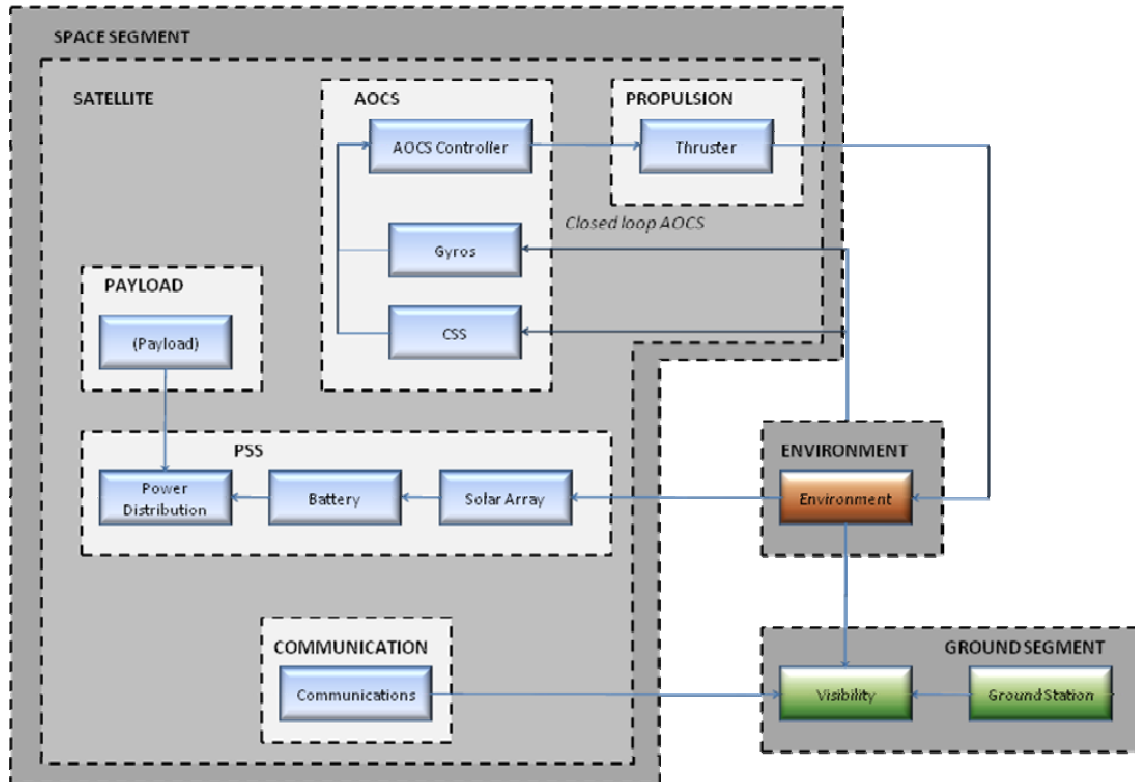 SPACE SEGMENT
SATELLITE
AOCS
PROPULSION
AOCS Controller
Thruster
Closed loop AOCS
Gyros
PAYLOAD
CSS
(Payload)
PSS
ENVIRONMENT
Power
Distribution
Battery
Solar Array
Environment
COMMUNICATION
GROUND SEGMENT
Communications
Visibility
Ground Station